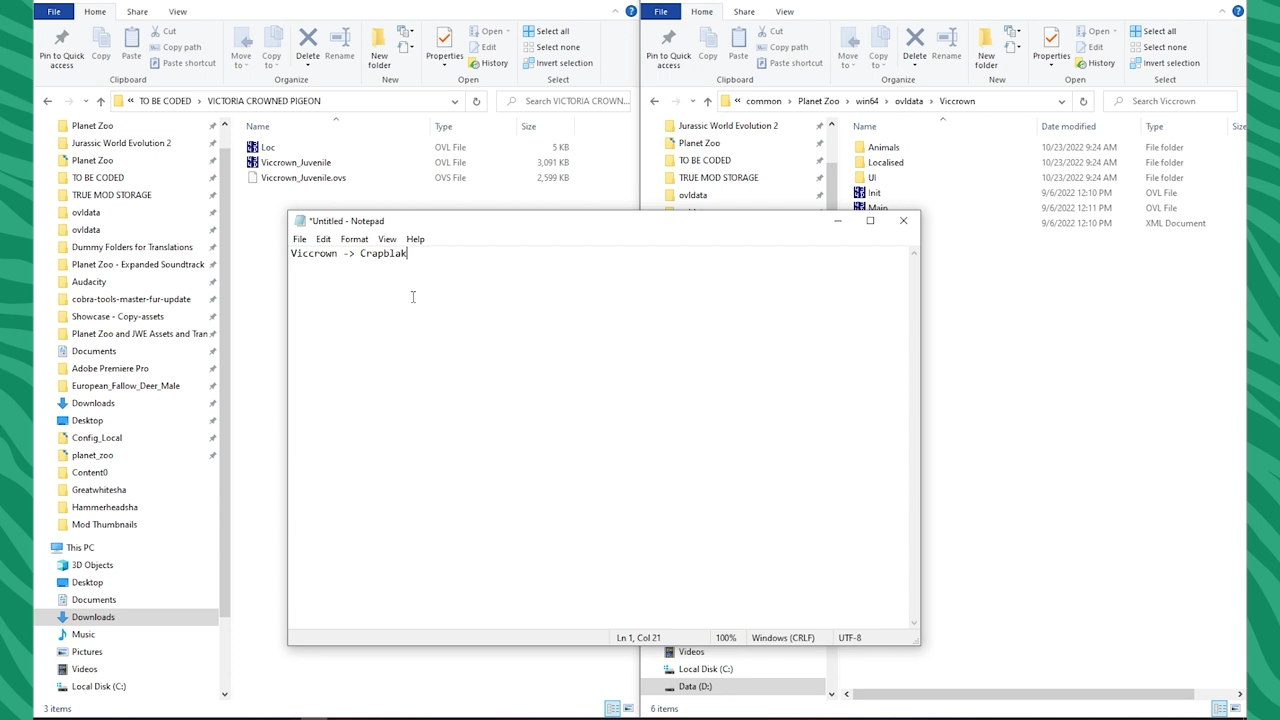 File Home Share View
Pin to Quick access
Copy
Paste
Cut
Copy path
Paste shortcut
Clipboard
Move to
Copy to
Delete
Rename
Organize
New folder
New
Properties
Open
Edit
History
Open
Select all
Select none
Invert selection
Select
« TO BE CODED > VICTORIA CROWNED PIGEON
Search VICTORIA CROWN...
Planet Zoo
Jurassic World Evolution 2
Planet Zoo
TO BE CODED
TRUE MOD STORAGE
ovldata
ovldata
Dummy Folders for Translations
Planet Zoo - Expanded Soundtrack
Audacity
cobra-tools-master-fur-update
Showcase - Copy-assets
Planet Zoo and JWE Assets and Tran
Documents
Adobe Premiere Pro
European_Fallow_Deer_Male
Downloads
Desktop
Config_Local
planet_zoo
Content0
Greatwhitesha
Hammerheadsha
Mod Thumbnails
This PC
3D Objects
Desktop
Documents
Downloads
Music
Pictures
Videos
Local Disk (C:)
Name Type Size
Loc OVL File 5 KB
Viccrown_Juvenile OVL File 3,091 KB
Viccrown_Juvenile.ovs OVS File 2,599 KB
3 items
File Home Share View
Pin to Quick access
Copy
Paste
Cut
Copy path
Paste shortcut
Clipboard
Move to
Copy to
Delete
Rename
Organize
New folder
New
Properties
Open
Edit
History
Open
Select all
Select none
Invert selection
Select
« common > Planet Zoo > win64 > ovldata > Viccrown
Search Viccrown
Jurassic World Evolution 2
Planet Zoo
TO BE CODED
TRUE MOD STORAGE
ovldata
Videos
Local Disk (C:)
Data (D:)
Name Date modified Type Size
Animals 10/23/2022 9:24 AM File folder
Localised 10/23/2022 9:24 AM File folder
UI 10/23/2022 9:24 AM File folder
Init 9/6/2022 12:10 PM OVL File
Main 9/6/2022 12:10 PM OVL File
9/6/2022 12:11 PM XML Document
6 items
*Untitled - Notepad
File Edit Format View Help
Viccrown -> Crapblak
Ln 1, Col 21 100% Windows (CRLF) UTF-8